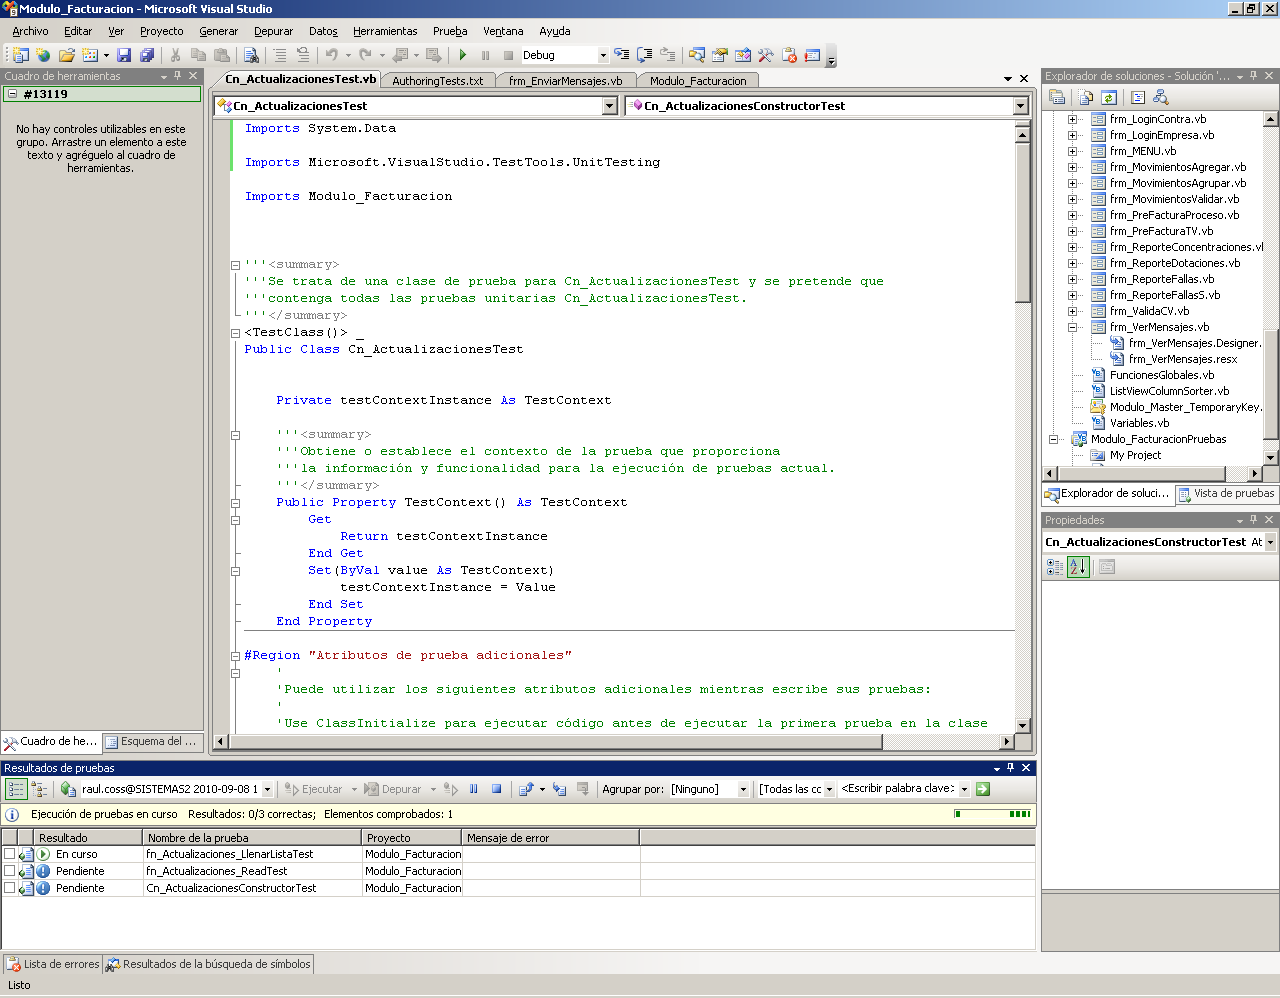 Modulo_Facturacion - Microsoft Visual Studio
Archivo Editar Ver Proyecto Generar Depurar Datos Herramientas Prueba Ventana Ayuda
Debug
Cuadro de herramientas
#13119
No hay controles utilizables en este
grupo. Arrastre un elemento a este
texto y agréguelo al cuadro de
herramientas.
Cuadro de he... Esquema del ...
Cn_ActualizacionesTest.vb AuthoringTests.txt frm_EnviarMensajes.vb Modulo_Facturacion
Cn_ActualizacionesTest Cn_ActualizacionesConstructorTest
Imports System.Data
Imports Microsoft.VisualStudio.TestTools.UnitTesting
Imports Modulo_Facturacion
'''<summary>
'''Se trata de una clase de prueba para Cn_ActualizacionesTest y se pretende que
'''contenga todas las pruebas unitarias Cn_ActualizacionesTest.
'''</summary>
<TestClass()> _
Public Class Cn_ActualizacionesTest
Private testContextInstance As TestContext
'''<summary>
'''Obtiene o establece el contexto de la prueba que proporciona
'''la información y funcionalidad para la ejecución de pruebas actual.
'''</summary>
Public Property TestContext() As TestContext
Get
Return testContextInstance
End Get
Set(ByVal value As TestContext)
testContextInstance = Value
End Set
End Property
#Region "Atributos de prueba adicionales"
'
'Puede utilizar los siguientes atributos adicionales mientras escribe sus pruebas:
'
'Use ClassInitialize para ejecutar código antes de ejecutar la primera prueba en la clase
Explorador de soluciones - Solución '...
frm_LoginContra.vb
frm_LoginEmpresa.vb
frm_MENU.vb
frm_MovimientosAgregar.vb
frm_MovimientosAgrupar.vb
frm_MovimientosValidar.vb
frm_PreFacturaProceso.vb
frm_PreFacturaTV.vb
frm_ReporteConcentraciones.vl
frm_ReporteDotaciones.vb
frm_ReporteFallas.vb
frm_ReporteFallasS.vb
frm_ValidaCV.vb
frm_VerMensajes.vb
frm_VerMensajes.Designer.
frm_VerMensajes.resx
FuncionesGlobales.vb
ListViewColumnSorter.vb
Modulo_Master_TemporaryKey.
Variables.vb
Modulo_FacturacionPruebas
My Project
Explorador de soluci... Vista de pruebas
Propiedades
Cn_ActualizacionesConstructorTest At
Resultados de pruebas
raul.coss@SISTEMAS2 2010-09-08 1 Ejecutar Depurar Agrupar por: [Ninguno] [Todas las cc <Escribir palabra clave>
Ejecución de pruebas en curso Resultados: 0/3 correctas; Elementos comprobados: 1
Resultado Nombre de la prueba Proyecto Mensaje de error
En curso fn_Actualizaciones_LlenarListaTest Modulo_Facturacion
Pendiente fn_Actualizaciones_ReadTest Modulo_Facturacion
Pendiente Cn_ActualizacionesConstructorTest Modulo_Facturacion
Lista de errores Resultados de la búsqueda de símbolos
Listo